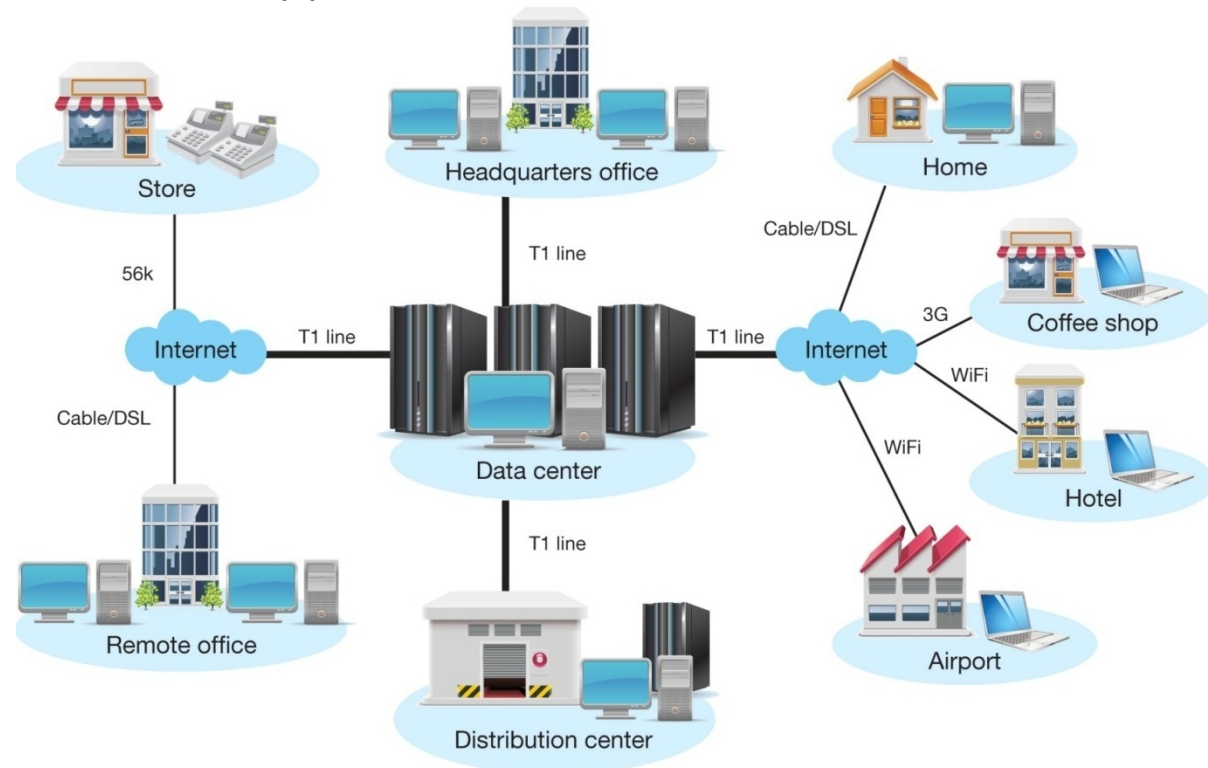 Store
Headquarters office
Home
T1 line
Cable/DSL
56k
3G
Coffee shop
Internet
T1 line
T1 line
Internet
WiFi
Cable/DSL
WiFi
Data center
Hotel
T1 line
Remote office
Airport
Distribution center